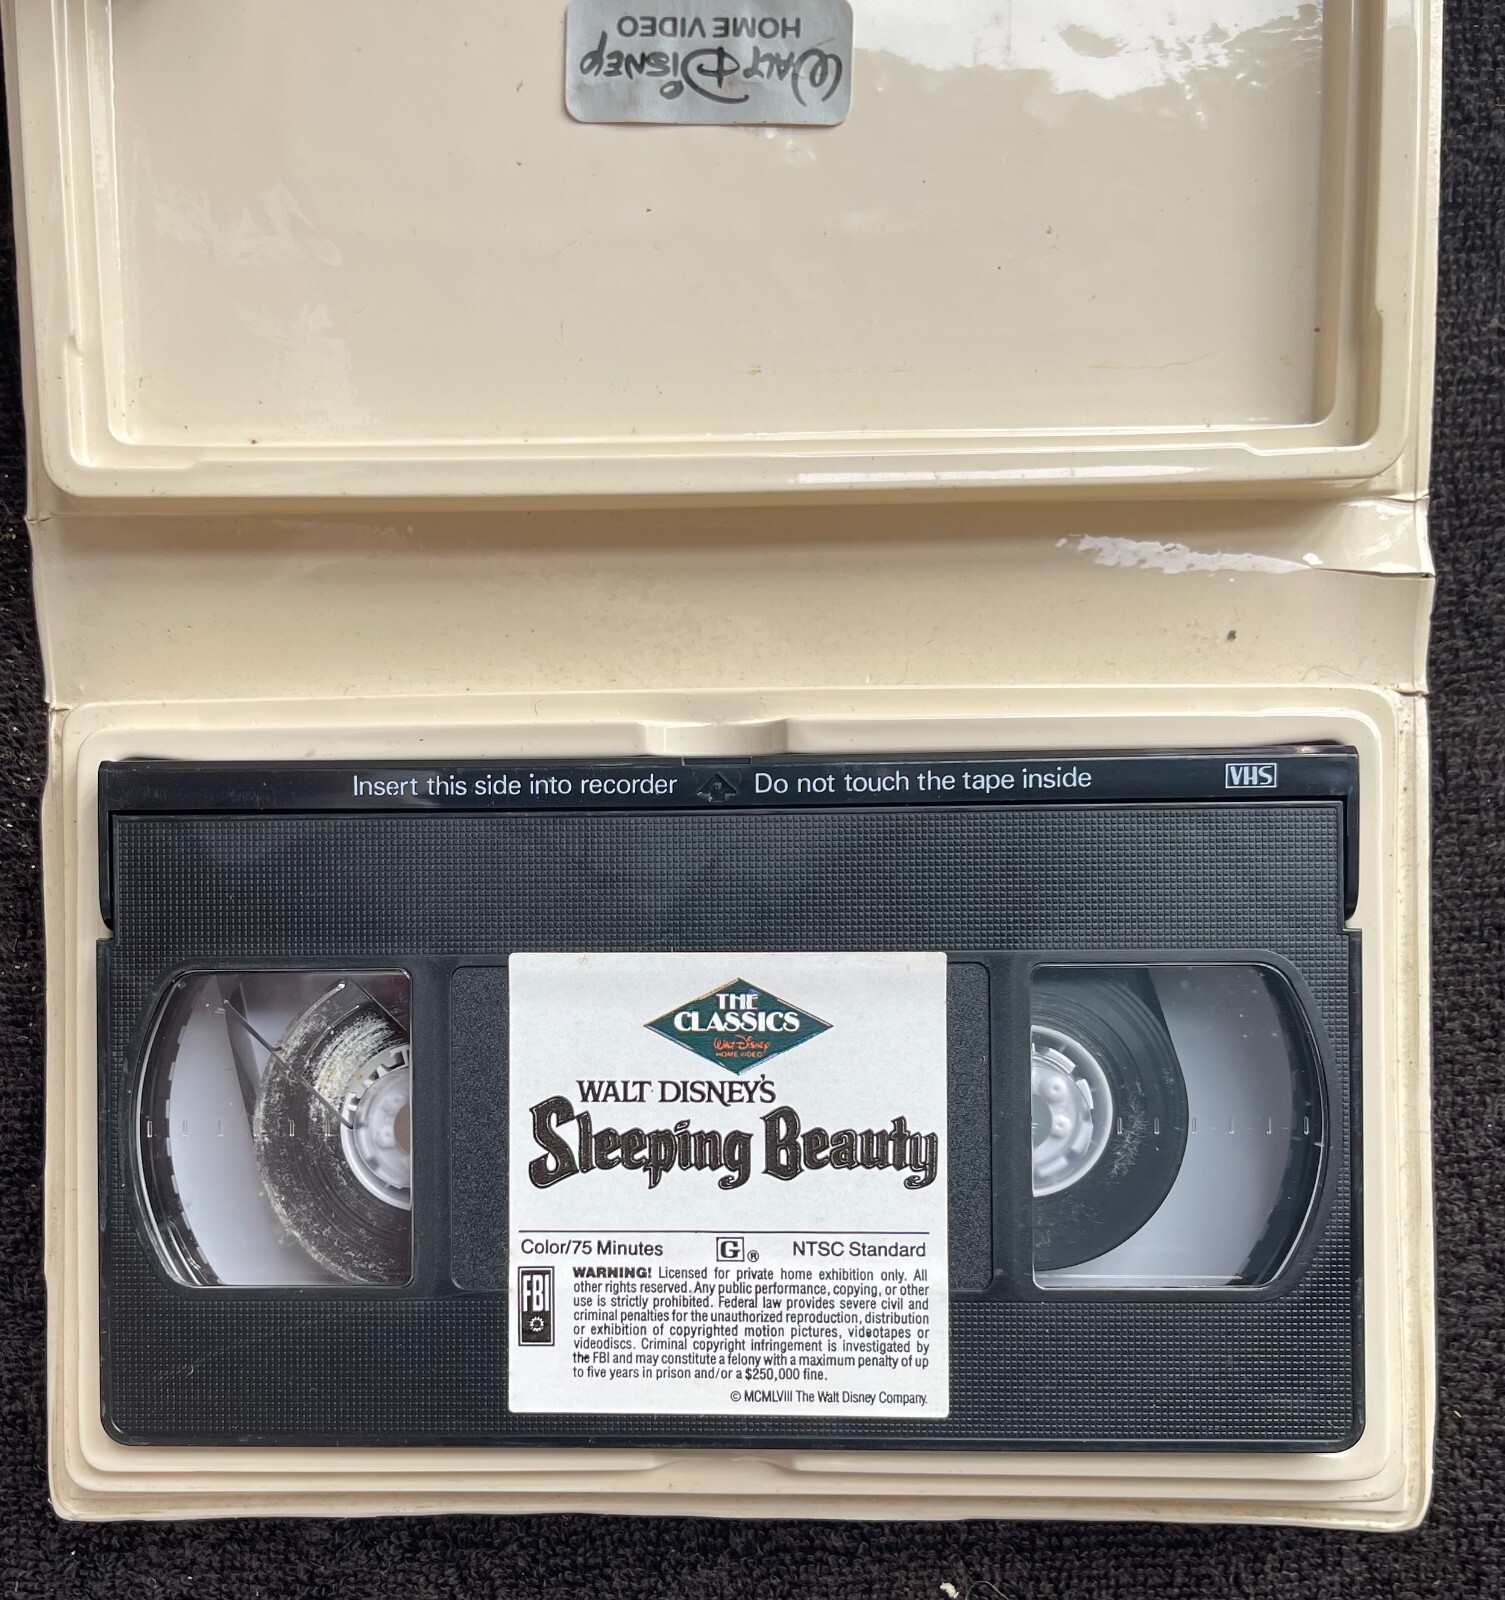 WALT DISNEY
HOME VIDEO
Insert this side into recorder Do not touch the tape inside VHS
THE
CLASSICS
WALT DISNEY
HOME VIDEO
WALT DISNEY'S
Sleeping Beauty
Color/75 Minutes G® NTSC Standard
FBI
WARNING! Licensed for private home exhibition only. All
other rights reserved. Any public performance, copying, or other
use is strictly prohibited. Federal law provides severe civil and
criminal penalties for the unauthorized reproduction, distribution
or exhibition of copyrighted motion pictures, videotapes or
videodiscs. Criminal copyright infringement is investigated by
the FBI and may constitute a felony with a maximum penalty of up
to five years in prison and/or a $250,000 fine.
© MCMLVIII The Walt Disney Company.